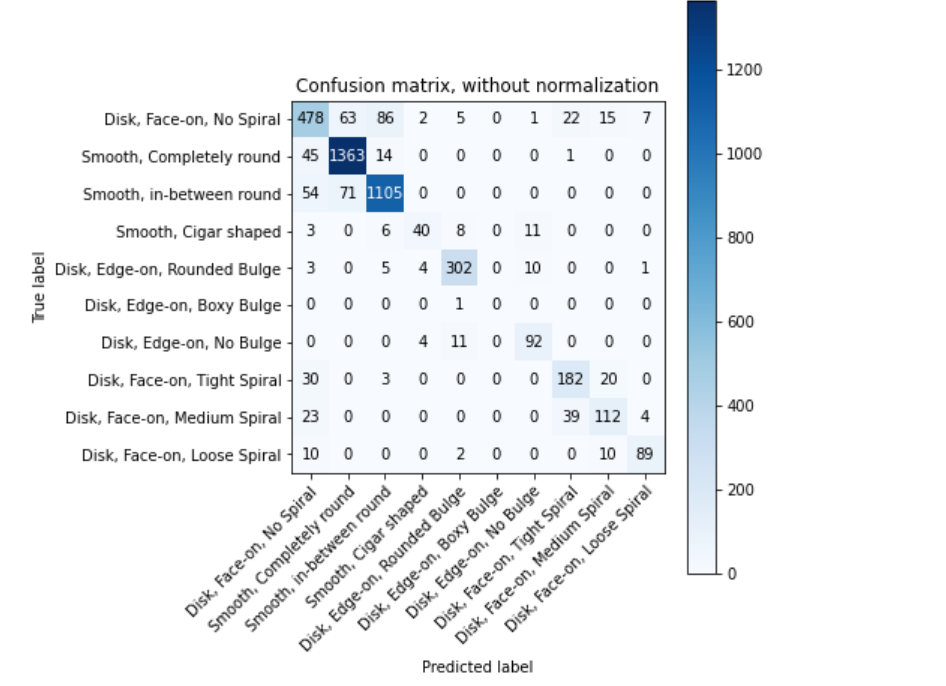 Confusion matrix, without normalization
True label
Disk, Face-on, No Spiral 478 63 86 2 5 0 1 22 15 7
Smooth, Completely round 45 1363 14 0 0 0 0 1 0 0
Smooth, in-between round 54 71 1105 0 0 0 0 0 0 0
Smooth, Cigar shaped 3 0 6 40 8 0 11 0 0 0
Disk, Edge-on, Rounded Bulge 3 0 5 4 302 0 10 0 0 1
Disk, Edge-on, Boxy Bulge 0 0 0 0 1 0 0 0 0 0
Disk, Edge-on, No Bulge 0 0 0 4 11 0 92 0 0 0
Disk, Face-on, Tight Spiral 30 0 3 0 0 0 0 182 20 0
Disk, Face-on, Medium Spiral 23 0 0 0 0 0 0 39 112 4
Disk, Face-on, Loose Spiral 10 0 0 0 2 0 0 0 10 89
Disk, Face-on, No Spiral
Smooth, Completely round
Smooth, in-between round
Smooth, Cigar shaped
Disk, Edge-on, Rounded Bulge
Disk, Edge-on, Boxy Bulge
Disk, Edge-on, No Bulge
Disk, Face-on, Tight Spiral
Disk, Face-on, Medium Spiral
Disk, Face-on, Loose Spiral
Predicted label
1200
1000
800
600
400
200
0